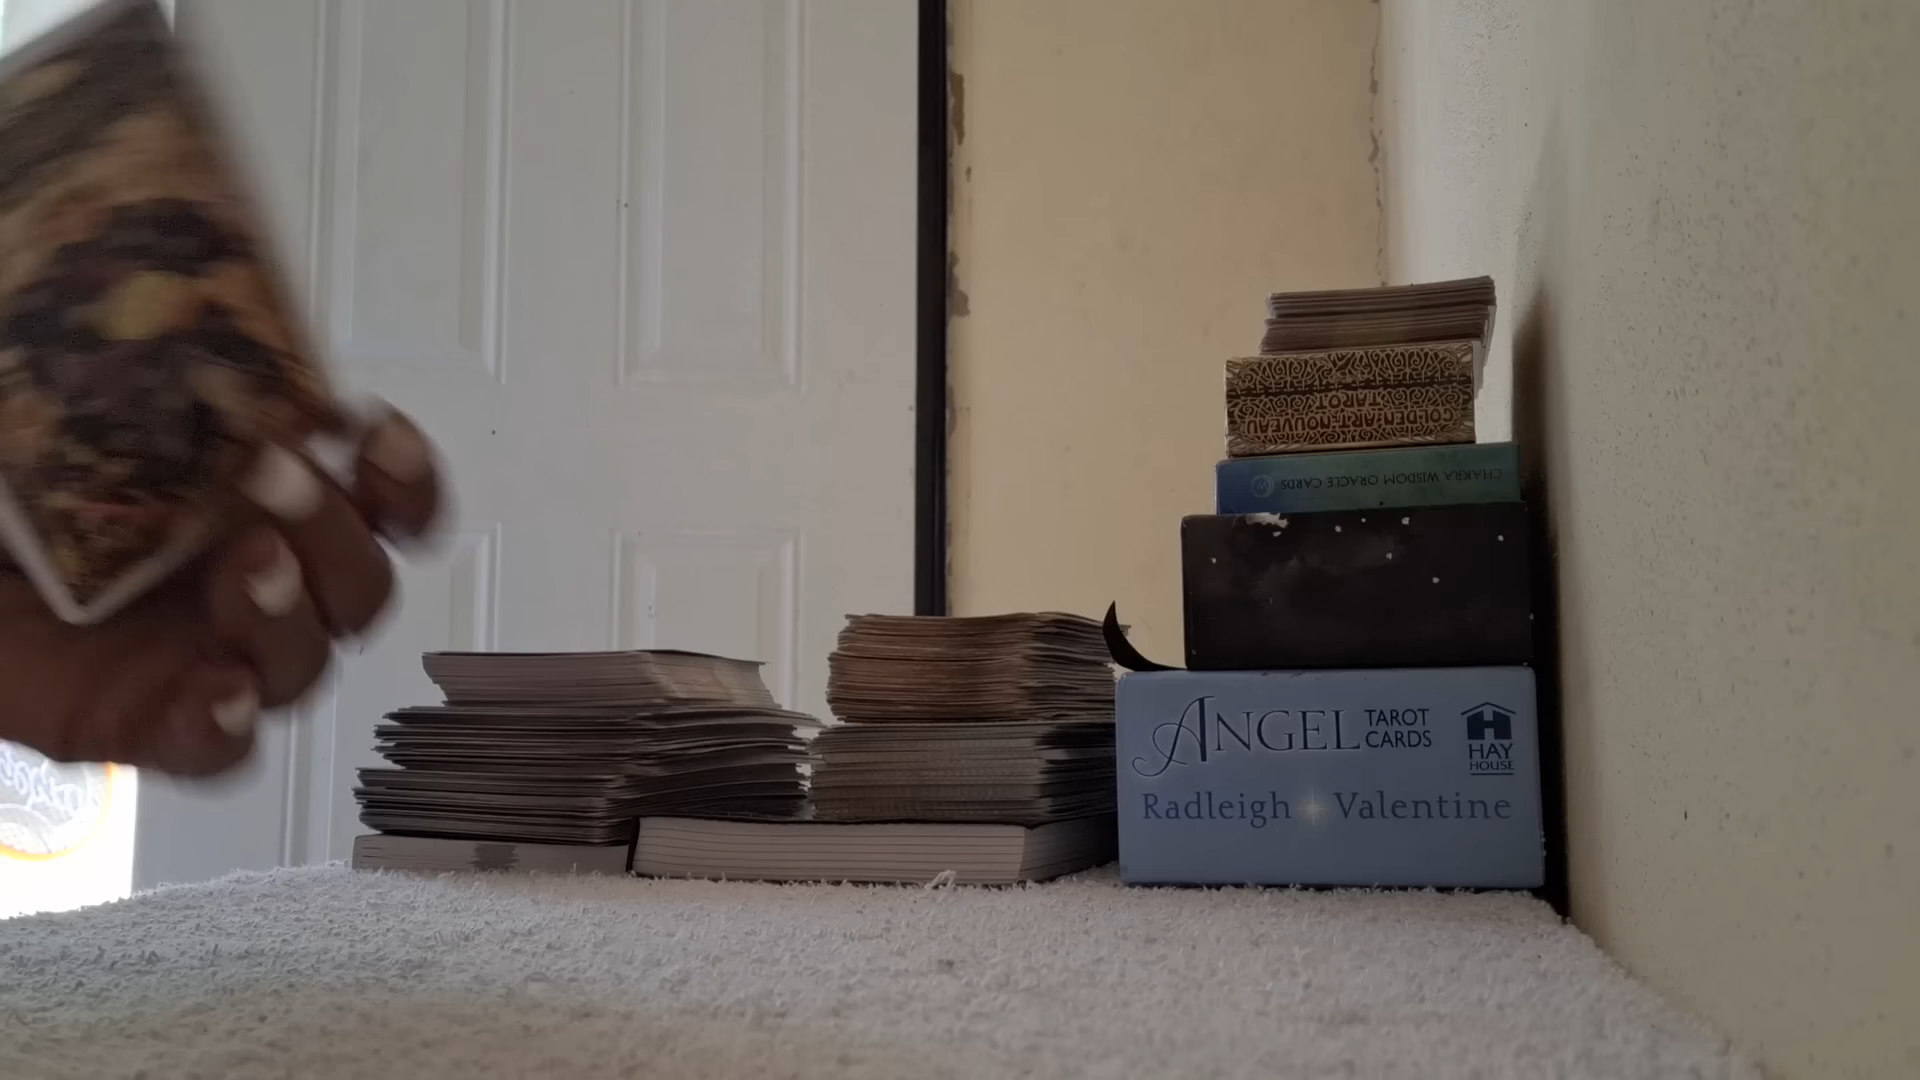 GOLDEN ART NOUVEAU
TAROT
CHAKRA WISDOM ORACLE CARDS
ANGEL TAROT
CARDS
HAY
HOUSE
Radleigh Valentine